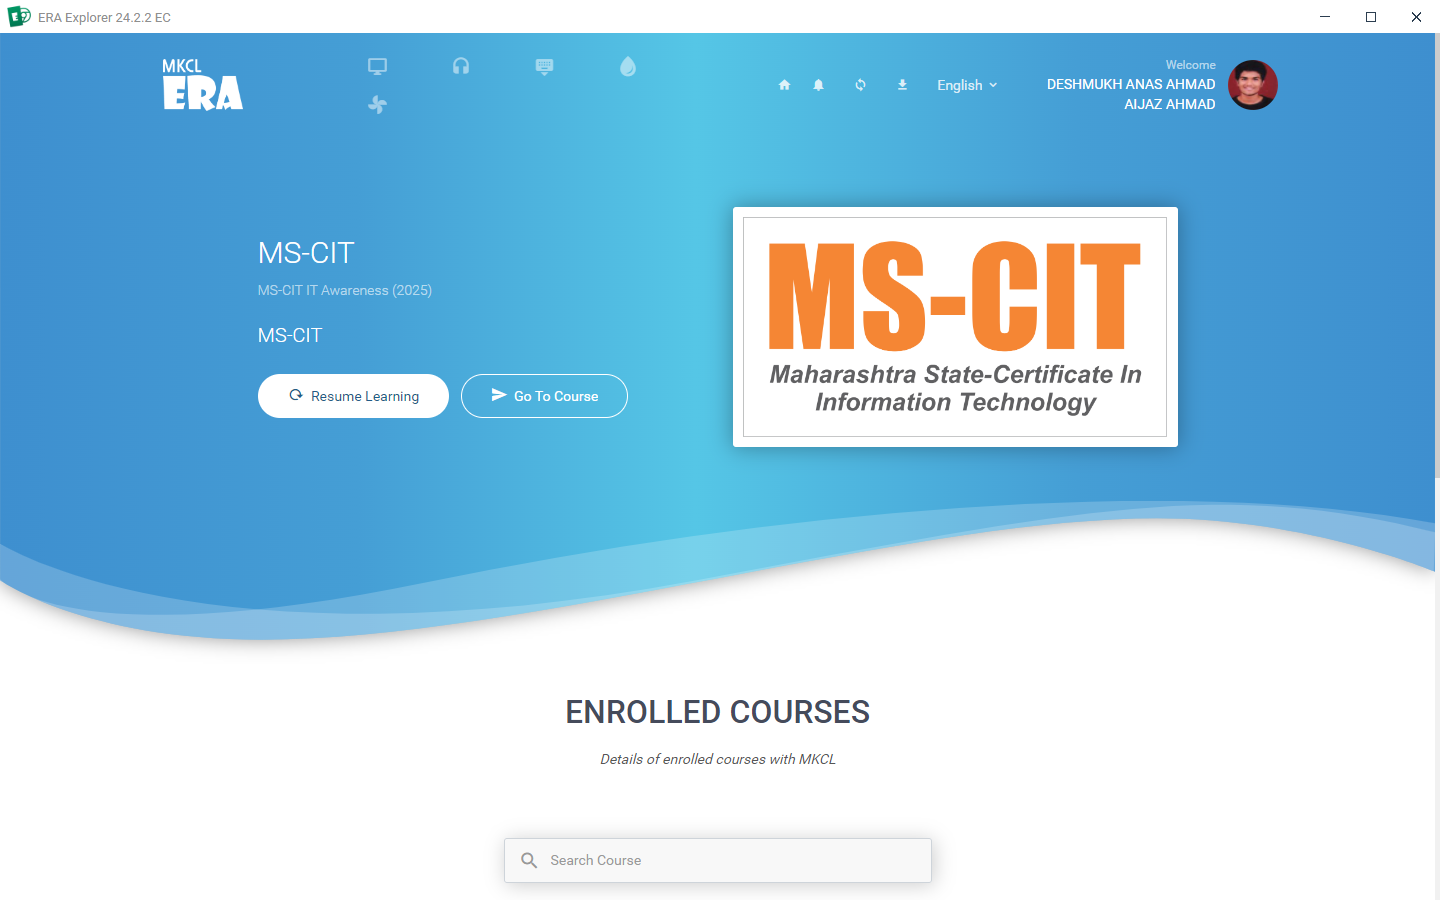 ERA Explorer 24.2.2 EC
MKCL
ERA
English
Welcome
DESHMUKH ANAS AHMAD
AIJAZ AHMAD
MS-CIT
MS-CIT IT Awareness (2025)
MS-CIT
Resume Learning
Go To Course
MS-CIT
Maharashtra State-Certificate In
Information Technology
ENROLLED COURSES
Details of enrolled courses with MKCL
Search Course